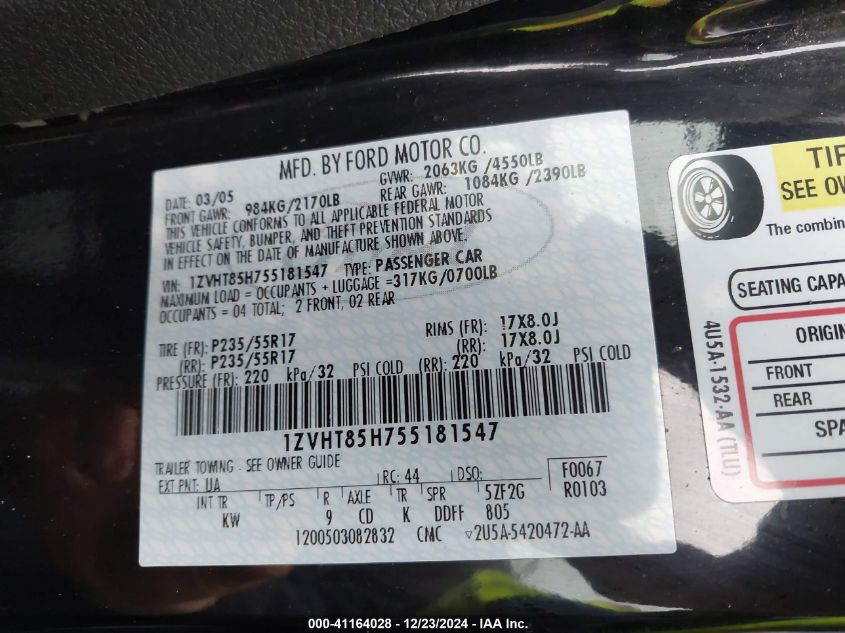 MFD. BY FORD MOTOR CO.
DATE: 03/05 GVWR: 2063KG /4550LB
FRONT GAWR: 984KG/2170LB REAR GAWR: 1084KG /2390LB
THIS VEHICLE CONFORMS TO ALL APPLICABLE FEDERAL MOTOR
VEHICLE SAFETY, BUMPER, AND THEFT PREVENTION STANDARDS
IN EFFECT ON THE DATE OF MANUFACTURE SHOWN ABOVE.
VIN: 1ZVHT85H755181547 TYPE: PASSENGER CAR
MAXIMUM LOAD = OCCUPANTS + LUGGAGE =317KG/0700LB
OCCUPANTS = 04 TOTAL; 2 FRONT, 02 REAR
TIRE (FR): P235/55R17 RIMS (FR): 17X8.0J
(RR): P235/55R17 (RR): 17X8.0J
PRESSURE (FR): 220 kPa/32 PSI COLD (RR): 220 kPa/32 PSI COLD
1ZVHT85H755181547
TRAILER TOWING - SEE OWNER GUIDE
EXT PNT: UA RC: 44 DSO: F0067
INT TR TP/PS R AXLE TR SPR 5ZF2G R0103
KW 9 CD K DDFF 805
1200503082832 CMC ▽2U5A-5420472-AA
TIF
SEE OW
The combin
SEATING CAPA
ORIGIN
FRONT
REAR
SPA
4U5A-1532-AA (TLU)
000-41164028 - 12/23/2024 - IAA Inc.